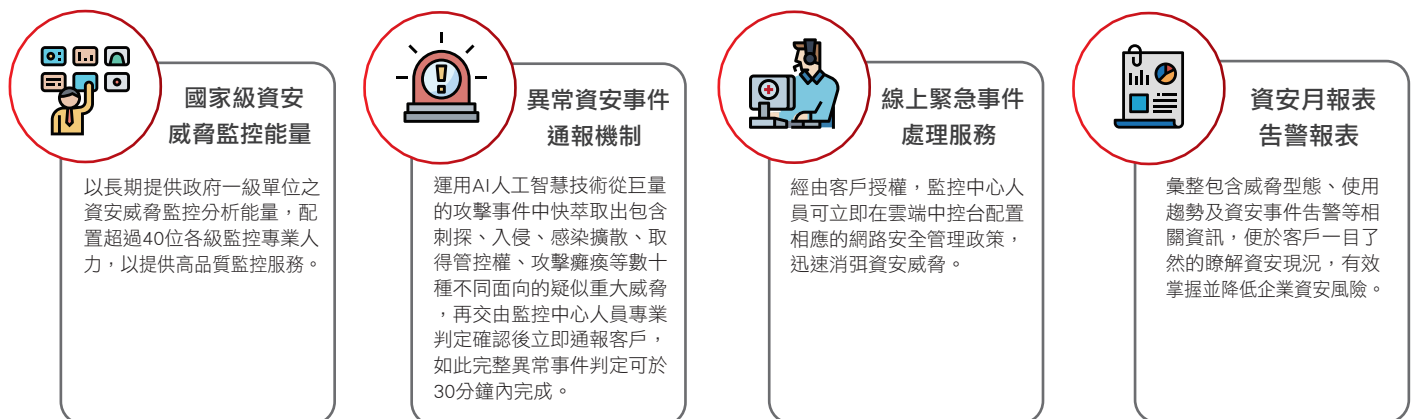 國家級資安
威脅監控能量
以長期提供政府一級單位之
資安威脅監控分析能量，配
置超過40位各級監控專業人
力，以提供高品質監控服務。
異常資安事件
通報機制
運用AI人工智慧技術從巨量
的攻擊事件中快萃取出包含
刺探、入侵、感染擴散、取
得管控權、攻擊癱瘓等數十
種不同面向的疑似重大威脅
，再交由監控中心人員專業
判定確認後立即通報客戶，
如此完整異常事件判定可於
30分鐘內完成。
線上緊急事件
處理服務
經由客戶授權，監控中心人
員可立即在雲端中控台配置
相應的網路安全管理政策，
迅速消弭資安威脅。
資安月報表
告警報表
彙整包含威脅型態、使用
趨勢及資安事件告警等相
關資訊，便於客戶一目了
然的瞭解資安現況，有效
掌握並降低企業資安風險。